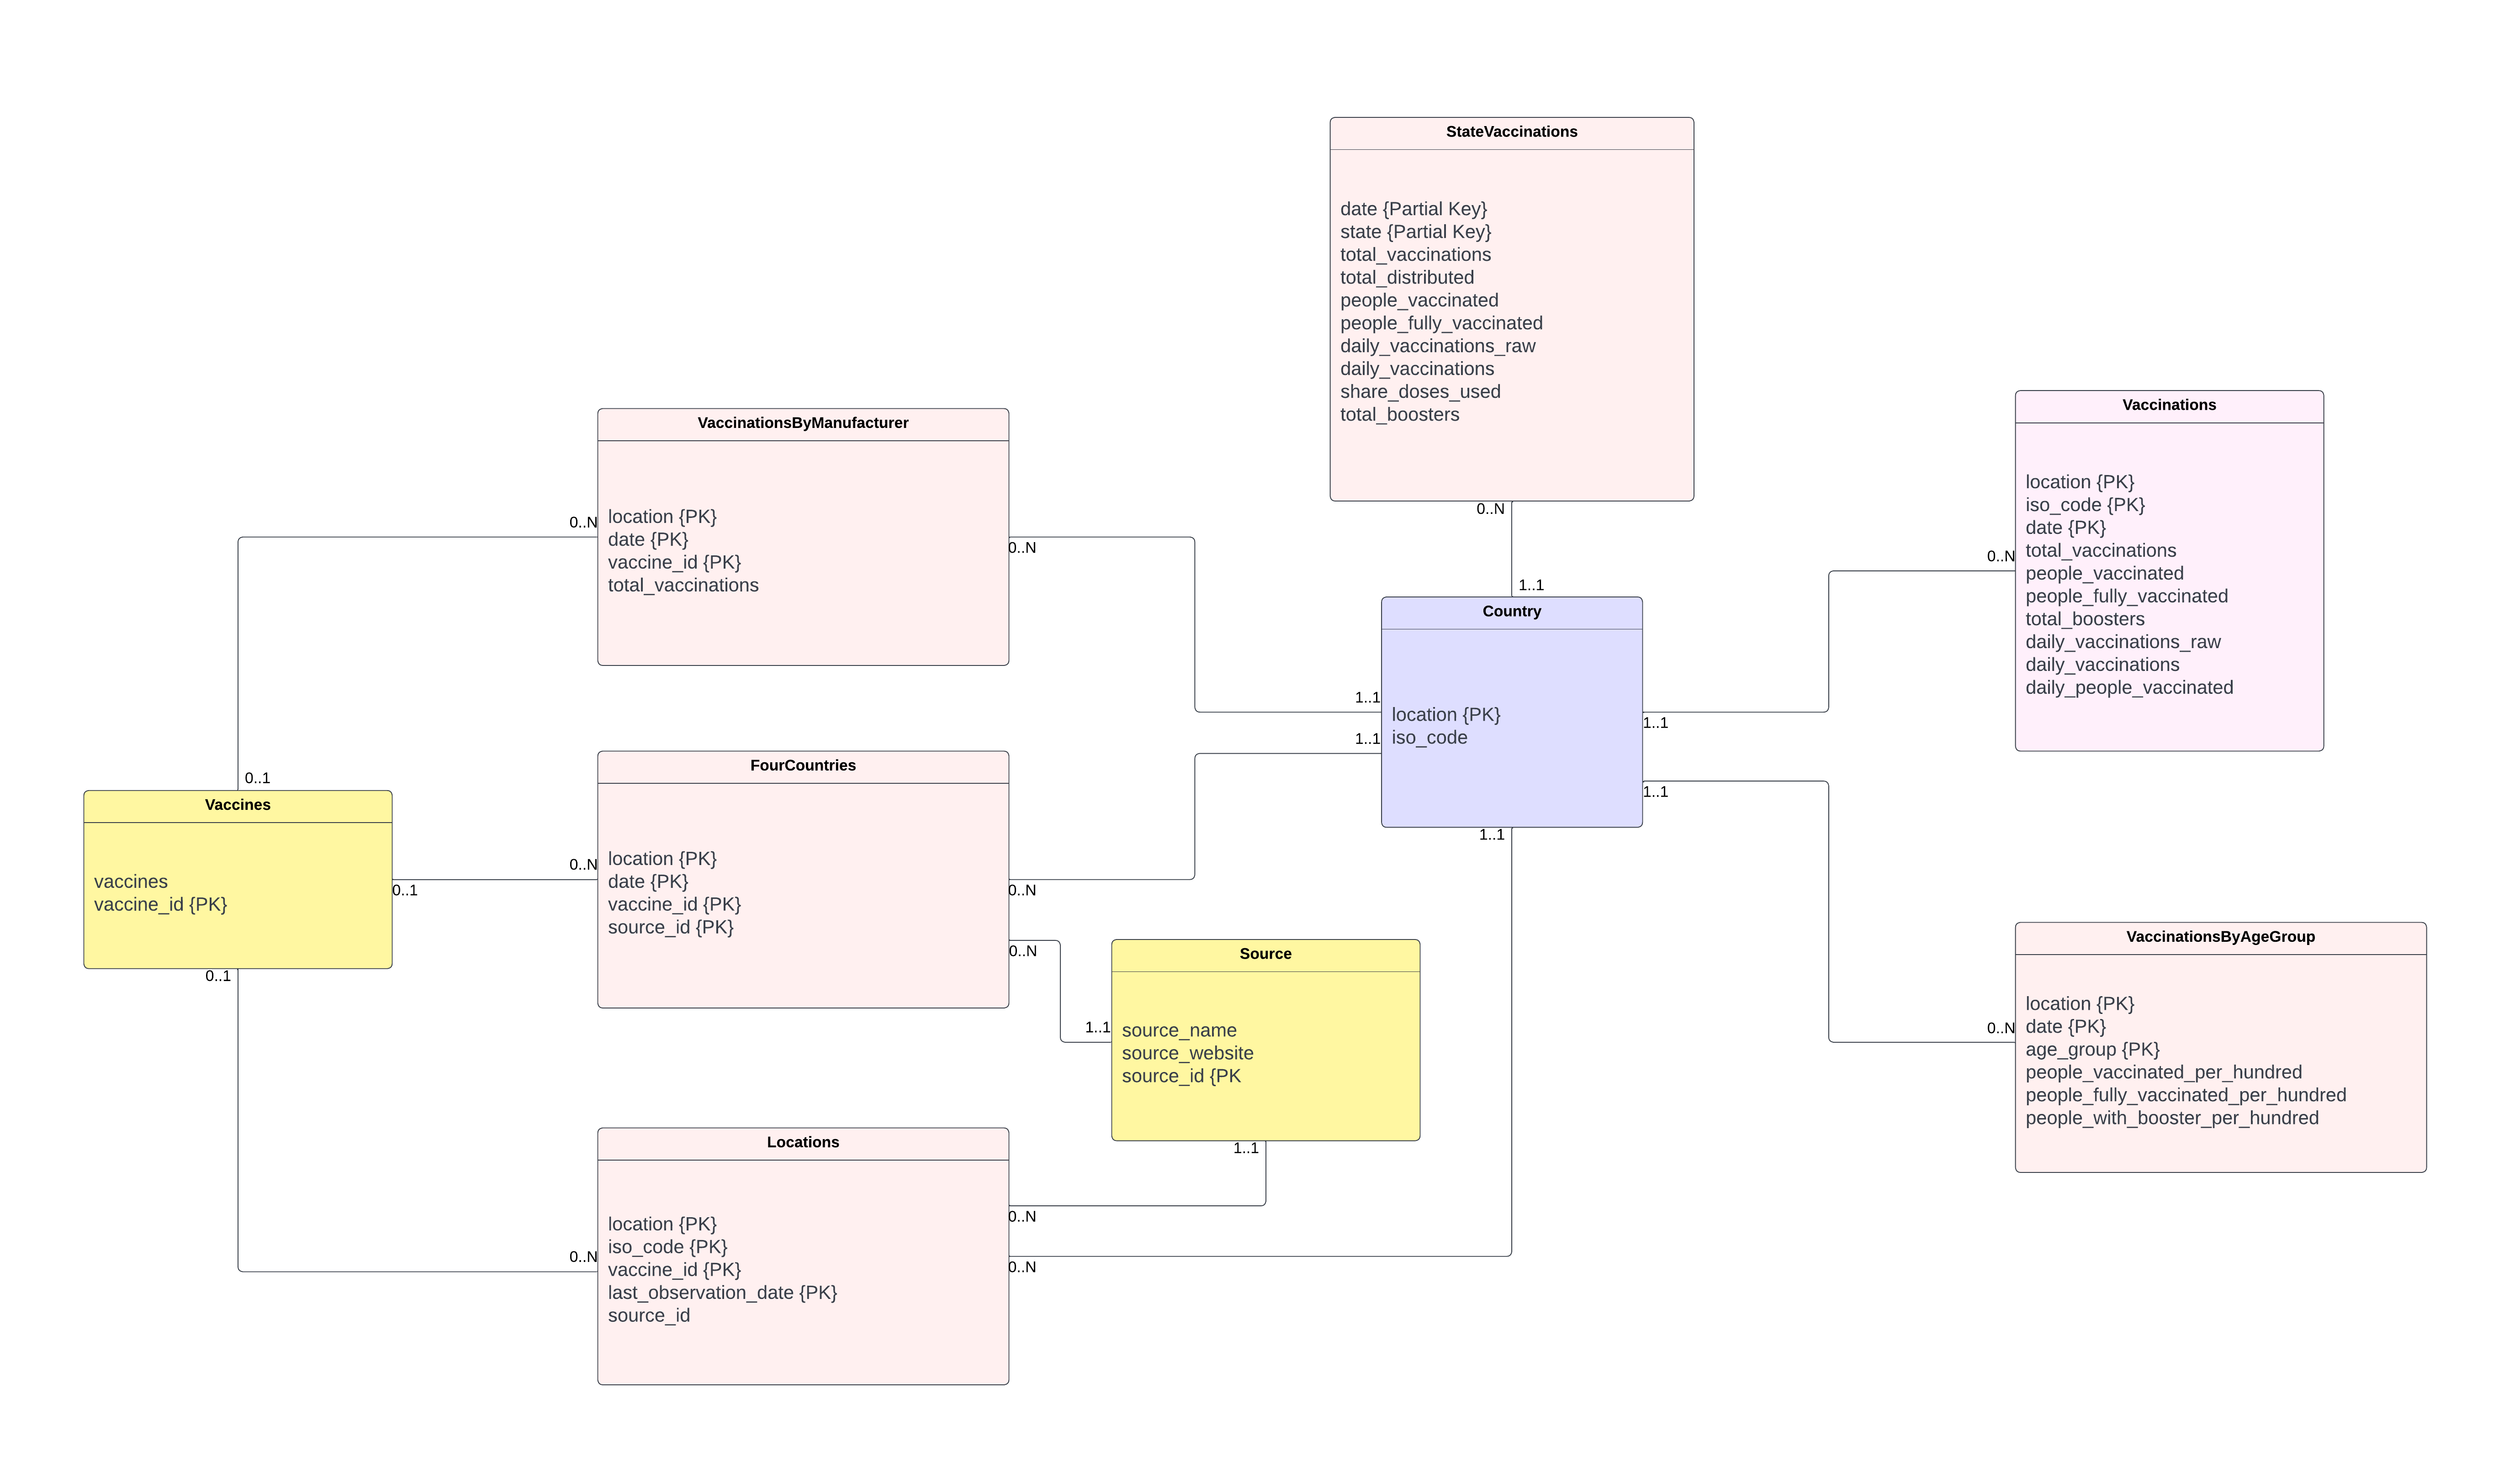 StateVaccinations
date {Partial Key}
state {Partial Key}
total_vaccinations
total_distributed
people_vaccinated
people_fully_vaccinated
daily_vaccinations_raw
daily_vaccinations
share_doses_used
total_boosters
0..N
1..1
VaccinationsByManufacturer
location {PK}
date {PK}
vaccine_id {PK}
total_vaccinations
0..N
0..N
Vaccinations
location {PK}
iso_code {PK}
date {PK}
total_vaccinations
people_vaccinated
people_fully_vaccinated
total_boosters
daily_vaccinations_raw
daily_vaccinations
daily_people_vaccinated
0..N
Country
location {PK}
iso_code
1..1
1..1
1..1
1..1
1..1
Vaccines
vaccines
vaccine_id {PK}
0..1
0..1
0..1
FourCountries
location {PK}
date {PK}
vaccine_id {PK}
source_id {PK}
0..N
0..N
0..N
Source
source_name
source_website
source_id {PK
1..1
1..1
VaccinationsByAgeGroup
location {PK}
date {PK}
age_group {PK}
people_vaccinated_per_hundred
people_fully_vaccinated_per_hundred
people_with_booster_per_hundred
0..N
Locations
location {PK}
iso_code {PK}
vaccine_id {PK}
last_observation_date {PK}
source_id
0..N
0..N
0..N